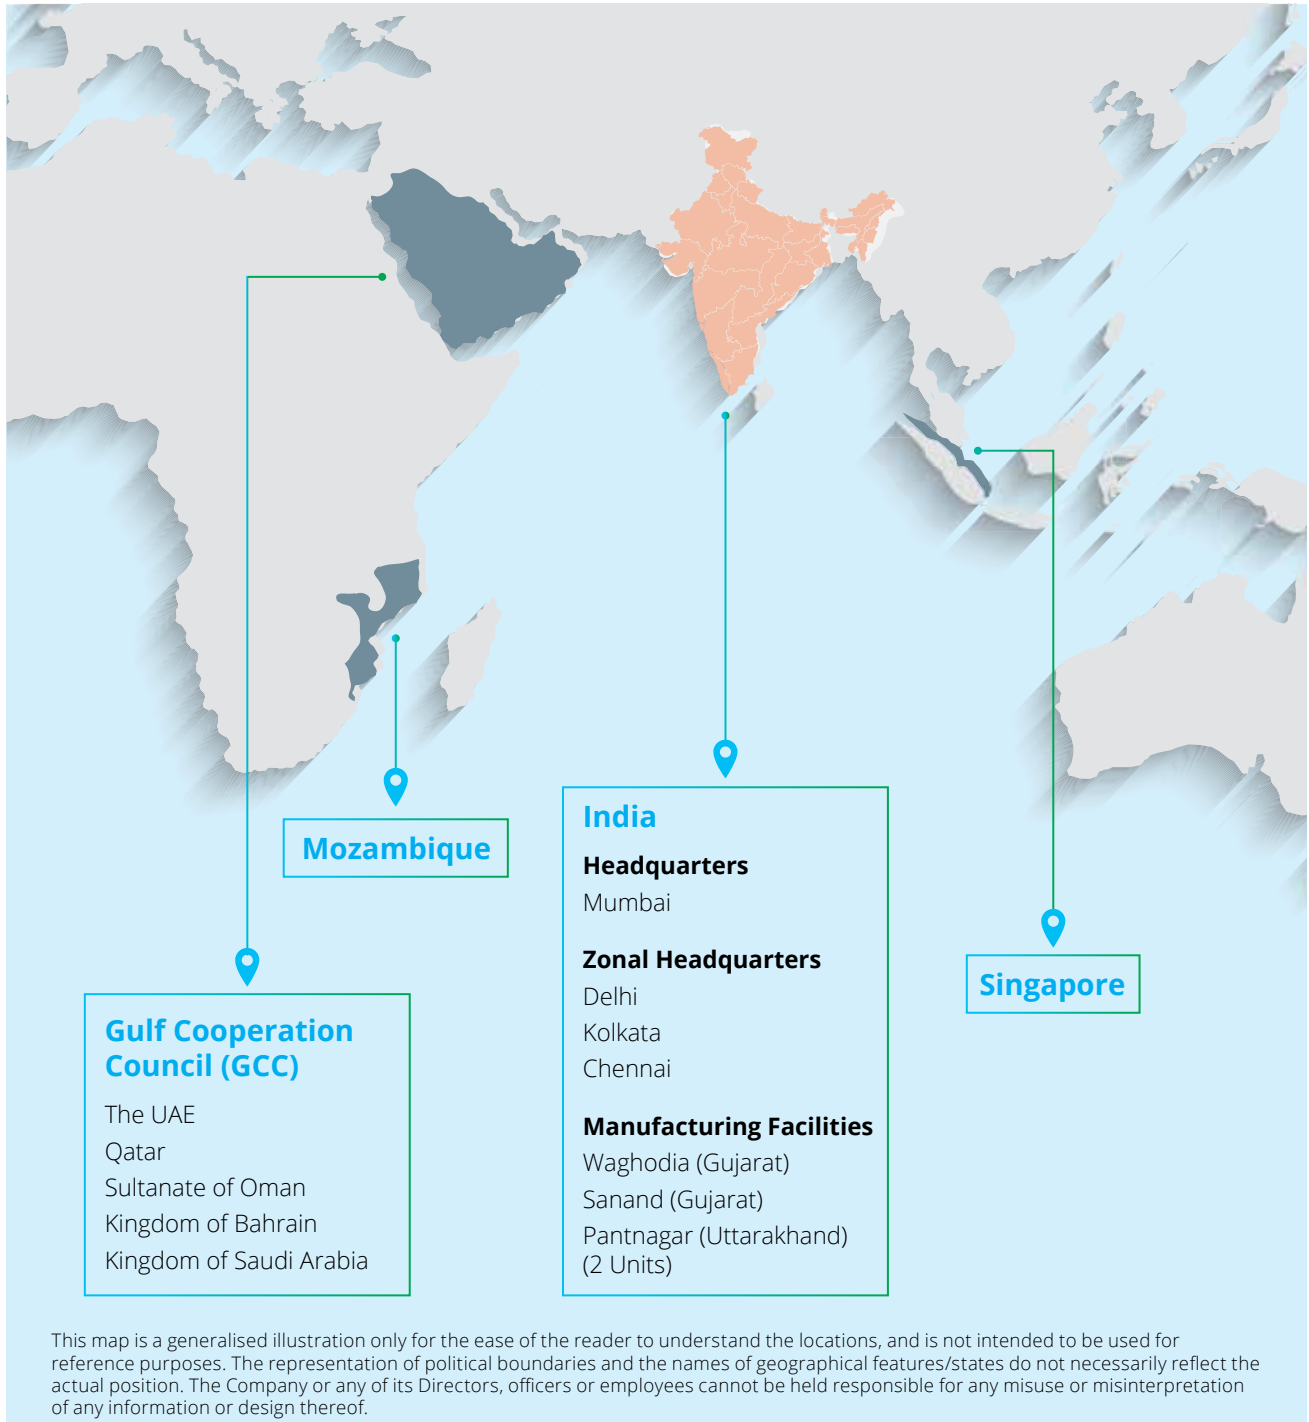 Mozambique
Gulf Cooperation
Council (GCC)
The UAE
Qatar
Sultanate of Oman
Kingdom of Bahrain
Kingdom of Saudi Arabia
India
Headquarters
Mumbai
Zonal Headquarters
Delhi
Kolkata
Chennai
Manufacturing Facilities
Waghodia (Gujarat)
Sanand (Gujarat)
Pantnagar (Uttarakhand)
(2 Units)
Singapore
This map is a generalised illustration only for the ease of the reader to understand the locations, and is not intended to be used for
reference purposes. The representation of political boundaries and the names of geographical features/states do not necessarily reflect the
actual position. The Company or any of its Directors, officers or employees cannot be held responsible for any misuse or misinterpretation
of any information or design thereof.